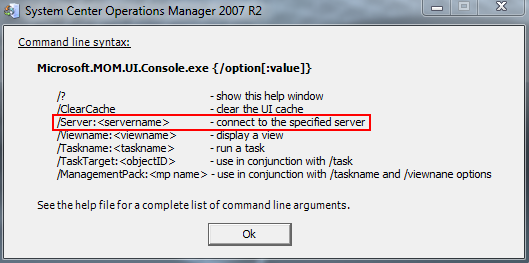 System Center Operations Manager 2007 R2
Command line syntax:
Microsoft.MOM.UI.Console.exe {/option[:value]}
/? - show this help window
/ClearCache - clear the UI cache
/Server:<servername> - connect to the specified server
/Viewname:<viewname> - display a view
/Taskname:<taskname> - run a task
/TaskTarget:<objectID> - use in conjunction with /task
/ManagementPack:<mp name> - use in conjunction with /taskname and /viewnane options
See the help file for a complete list of command line arguments.
Ok